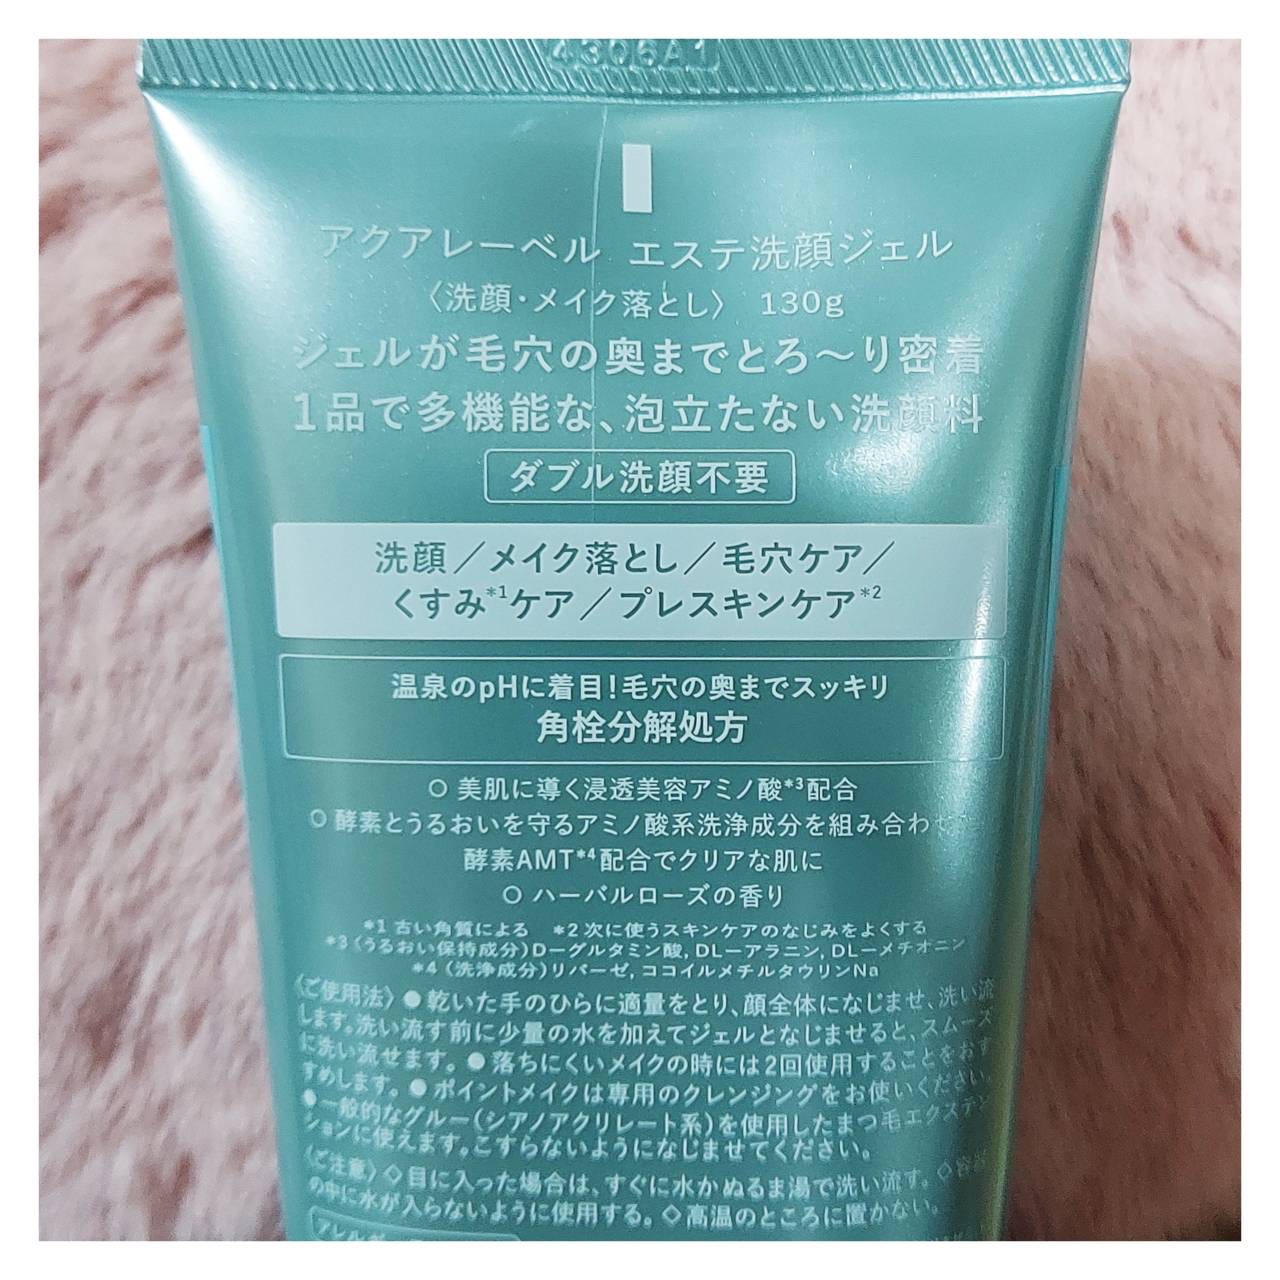 4306A1
アクアレーベル エステ洗顔ジェル
〈洗顔・メイク落とし〉 130g
ジェルが毛穴の奥までとろ～り密着
1品で多機能な、泡立たない洗顔料
ダブル洗顔不要
洗顔／メイク落とし／毛穴ケア／
くすみ*1ケア／プレスキンケア*2
温泉のpHに着目!毛穴の奥までスッキリ
角栓分解処方
○ 美肌に導く浸透美容アミノ酸*3配合
○ 酵素とうるおいを守るアミノ酸系洗浄成分を組み合わせ
酵素AMT*4配合でクリアな肌に
○ ハーバルローズの香り
*1 古い角質による *2 次に使うスキンケアのなじみをよくする
*3 (うるおい保持成分) D－グルタミン酸, DL－アラニン, DL－メチオニン
*4 (洗浄成分) リパーゼ, ココイルメチルタウリンNa
〈ご使用法〉 ● 乾いた手のひらに適量をとり、顔全体になじませ、洗い流
します。洗い流す前に少量の水を加えてジェルとなじませると、スムーズ
に洗い流せます。 ● 落ちにくいメイクの時には2回使用することをおす
すめします。 ● ポイントメイクは専用のクレンジングをお使いください。
● 一般的なグルー(シアノアクリレート系)を使用したまつ毛エクステン
ションに使えます。こすらないようになじませてください。
〈ご注意〉 ◇ 目に入った場合は、すぐに水かぬるま湯で洗い流す。 ◇ 容器
の中に水が入らないように使用する。 ◇ 高温のところに置かない。